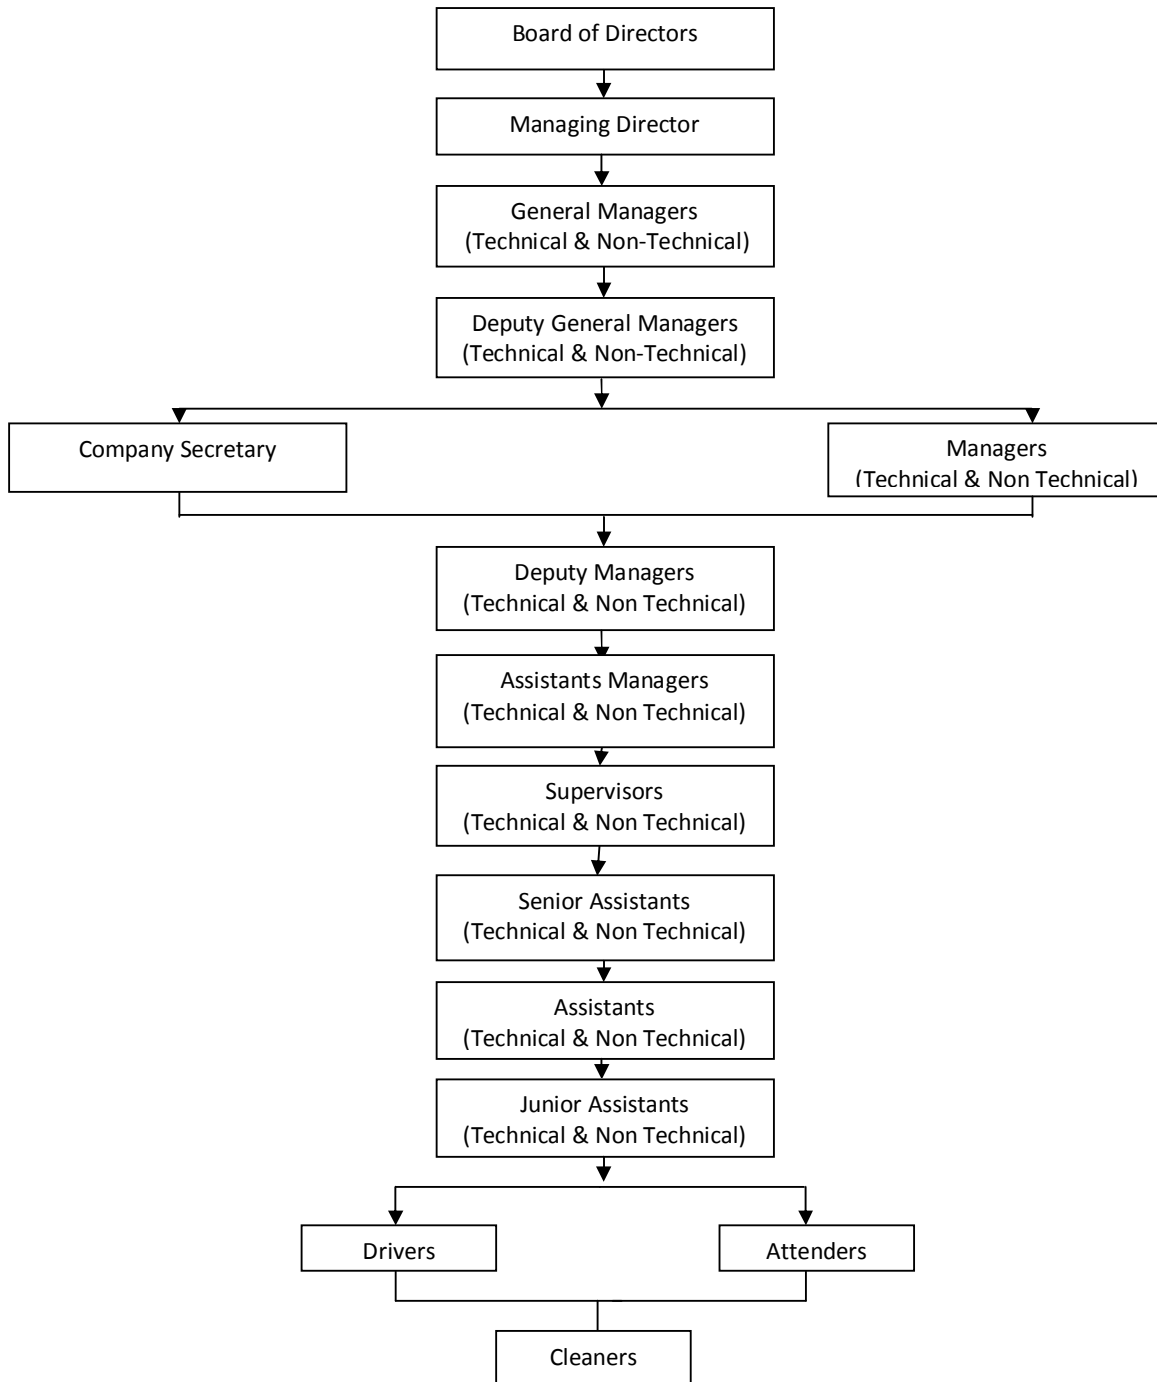 Board of Directors
Managing Director
General Managers
(Technical & Non-Technical)
Deputy General Managers
(Technical & Non-Technical)
Company Secretary
Managers
(Technical & Non Technical)
Deputy Managers
(Technical & Non Technical)
Assistants Managers
(Technical & Non Technical)
Supervisors
(Technical & Non Technical)
Senior Assistants
(Technical & Non Technical)
Assistants
(Technical & Non Technical)
Junior Assistants
(Technical & Non Technical)
Drivers
Attenders
Cleaners